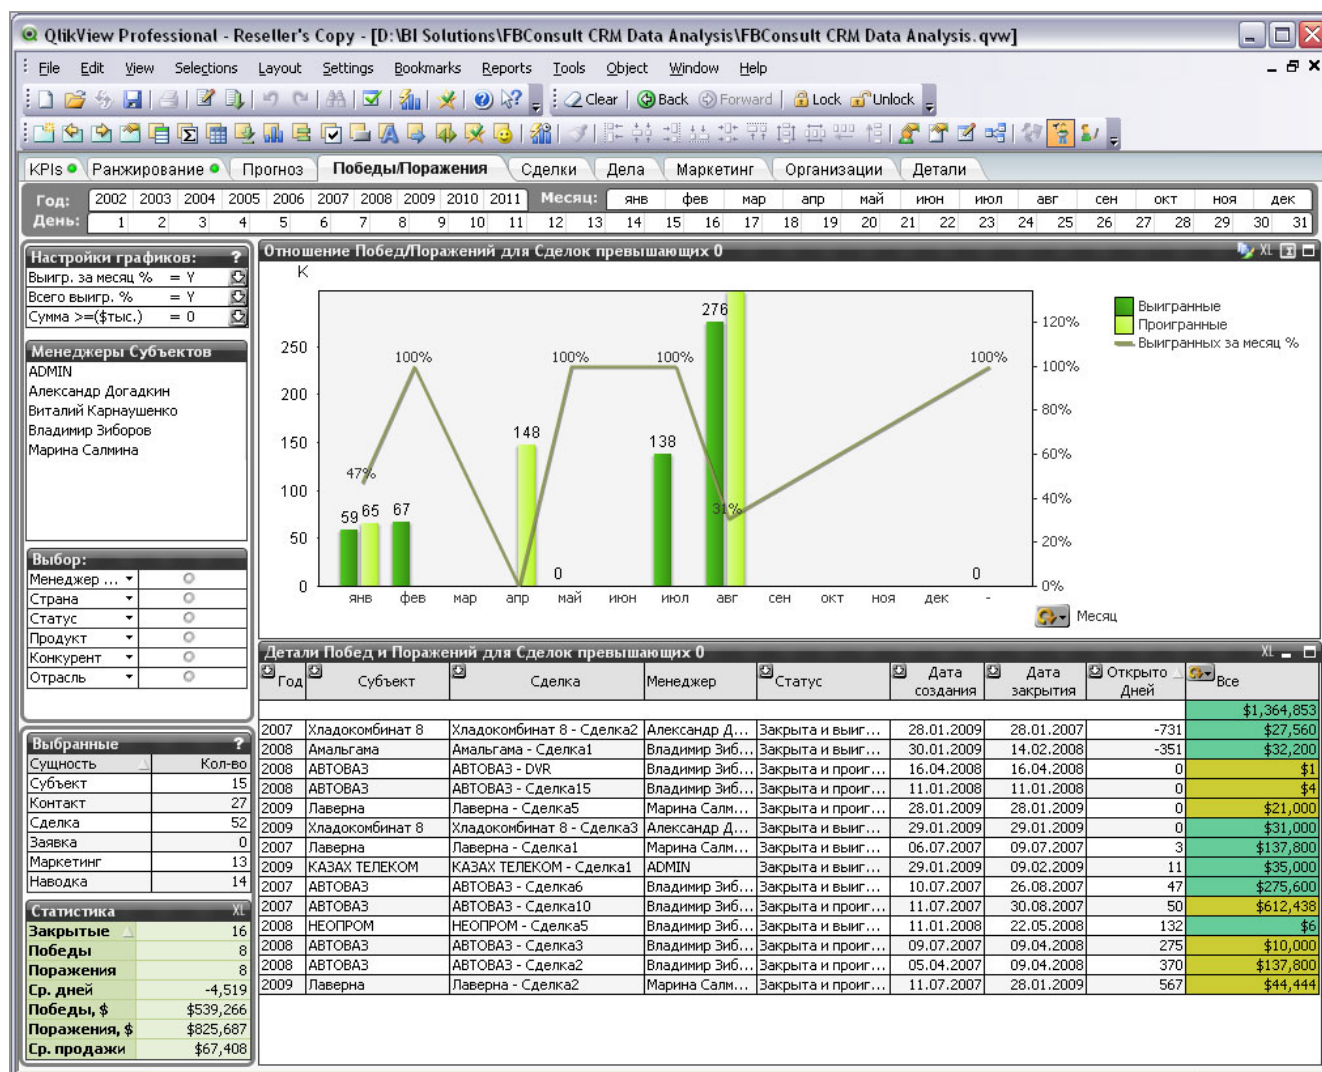 QlikView Professional - Reseller's Copy - [D:\BI Solutions\FBConsult CRM Data Analysis\FBConsult CRM Data Analysis.qvw]
File Edit View Selections Layout Settings Bookmarks Reports Tools Object Window Help
Clear Back Forward Lock Unlock
KPIs Ранжирование Прогноз Победы/Поражения Сделки Дела Маркетинг Организации Детали
Год: 2002 2003 2004 2005 2006 2007 2008 2009 2010 2011 Месяц: янв фев мар апр май июн июл авг сен окт ноя дек
День: 1 2 3 4 5 6 7 8 9 10 11 12 13 14 15 16 17 18 19 20 21 22 23 24 25 26 27 28 29 30 31
Настройки графиков: ?
Выигр. за месяц % = Y
Всего выигр. % = Y
Сумма >=($тыс.) = 0
Менеджеры Субъектов
ADMIN
Александр Догадкин
Виталий Карнаушенко
Владимир Зиборов
Марина Салмина
Выбор:
Менеджер ...
Страна
Статус
Продукт
Конкурент
Отрасль
Выбранные ?
Сущность Кол-во
Субъект 15
Контакт 27
Сделка 52
Заявка 0
Маркетинг 13
Наводка 14
Статистика XL
Закрытые 16
Победы 8
Поражения 8
Ср. дней -4,519
Победы, $ $539,266
Поражения, $ $825,687
Ср. продажи $67,408
Отношение Побед/Поражений для Сделок превышающих 0 XL
K
250
200
150
100
50
0
120%
100%
80%
60%
40%
20%
0%
47% 100% 100% 100% 31% 100%
59 65 67 148 0 138 276 0
янв фев мар апр май июн июл авг сен окт ноя дек -
Месяц
Выигранные
Проигранные
Выигранных за месяц %
Детали Побед и Поражений для Сделок превышающих 0 XL
Год Субъект Сделка Менеджер Статус Дата создания Дата закрытия Открыто Дней Все
$1,364,853
2007 Хладокомбинат 8 Хладокомбинат 8 - Сделка2 Александр Д... Закрыта и выиг... 28.01.2009 28.01.2007 -731 $27,560
2008 Амальгама Амальгама - Сделка1 Владимир Зиб... Закрыта и выиг... 30.01.2009 14.02.2008 -351 $32,200
2008 АВТОВАЗ АВТОВАЗ - DVR Владимир Зиб... Закрыта и проиг... 16.04.2008 16.04.2008 0 $1
2008 АВТОВАЗ АВТОВАЗ - Сделка15 Владимир Зиб... Закрыта и проиг... 11.01.2008 11.01.2008 0 $4
2009 Лаверна Лаверна - Сделка5 Марина Салм... Закрыта и проиг... 28.01.2009 28.01.2009 0 $21,000
2009 Хладокомбинат 8 Хладокомбинат 8 - Сделка3 Александр Д... Закрыта и выиг... 29.01.2009 29.01.2009 0 $31,000
2007 Лаверна Лаверна - Сделка1 Марина Салм... Закрыта и выиг... 06.07.2007 09.07.2007 3 $137,800
2009 КАЗАХ ТЕЛЕКОМ КАЗАХ ТЕЛЕКОМ - Сделка1 ADMIN Закрыта и выиг... 29.01.2009 09.02.2009 11 $35,000
2007 АВТОВАЗ АВТОВАЗ - Сделка6 Владимир Зиб... Закрыта и выиг... 10.07.2007 26.08.2007 47 $275,600
2007 АВТОВАЗ АВТОВАЗ - Сделка10 Владимир Зиб... Закрыта и проиг... 11.07.2007 30.08.2007 50 $612,438
2008 НЕОПРОМ НЕОПРОМ - Сделка5 Владимир Зиб... Закрыта и выиг... 11.01.2008 22.05.2008 132 $6
2008 АВТОВАЗ АВТОВАЗ - Сделка3 Владимир Зиб... Закрыта и проиг... 09.07.2007 09.04.2008 275 $10,000
2008 АВТОВАЗ АВТОВАЗ - Сделка2 Владимир Зиб... Закрыта и проиг... 05.04.2007 09.04.2008 370 $137,800
2009 Лаверна Лаверна - Сделка2 Марина Салм... Закрыта и проиг... 11.07.2007 28.01.2009 567 $44,444